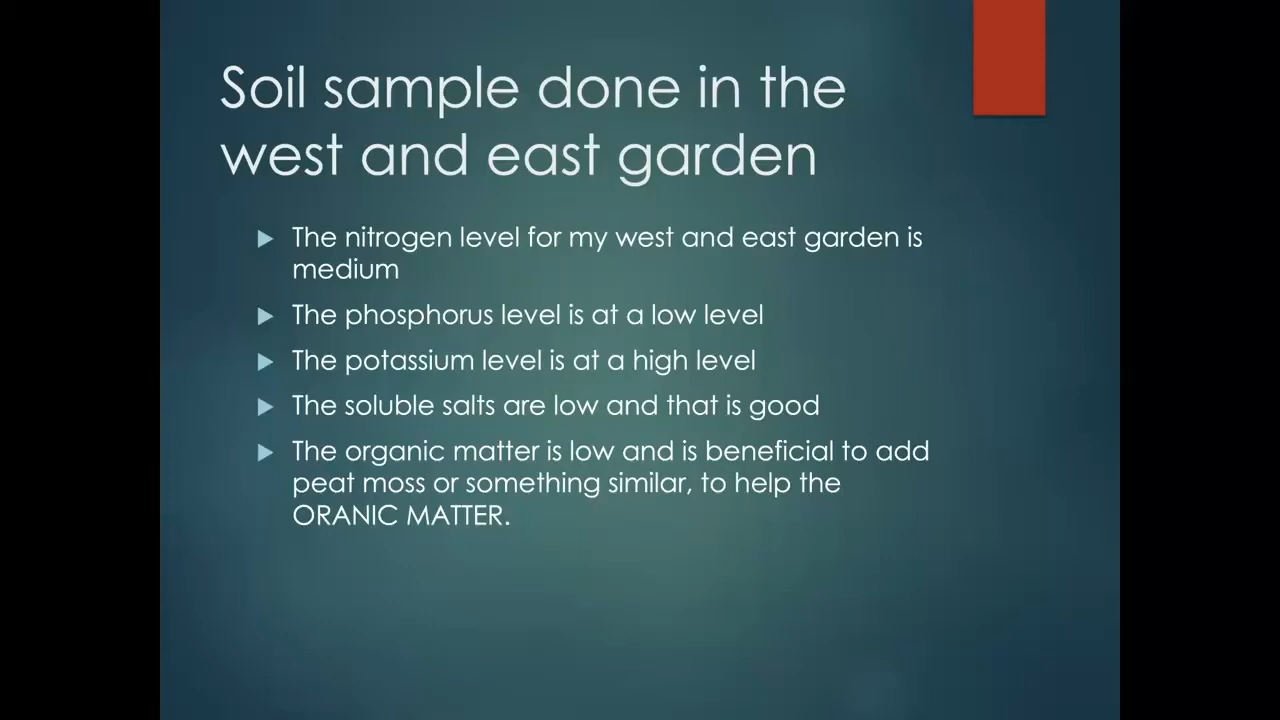 Soil sample done in the
west and east garden
The nitrogen level for my west and east garden is
medium
The phosphorus level is at a low level
The potassium level is at a high level
The soluble salts are low and that is good
The organic matter is low and is beneficial to add
peat moss or something similar, to help the
ORANIC MATTER.